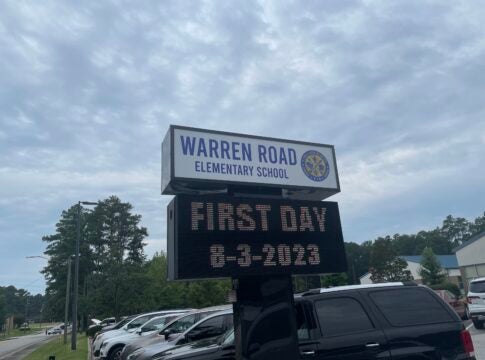 WARREN ROAD
ELEMENTARY SCHOOL
FIRST DAY
8-3-2023